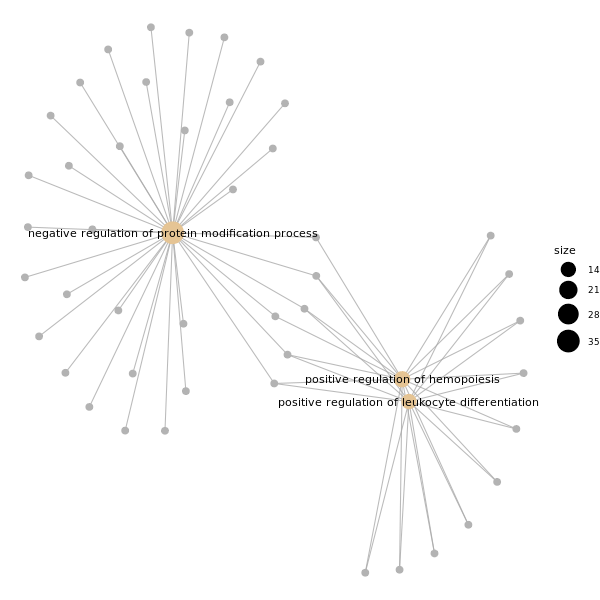 negative regulation of protein modification process
size
14
21
28
35
positive regulation of hemopoiesis
positive regulation of leukocyte differentiation